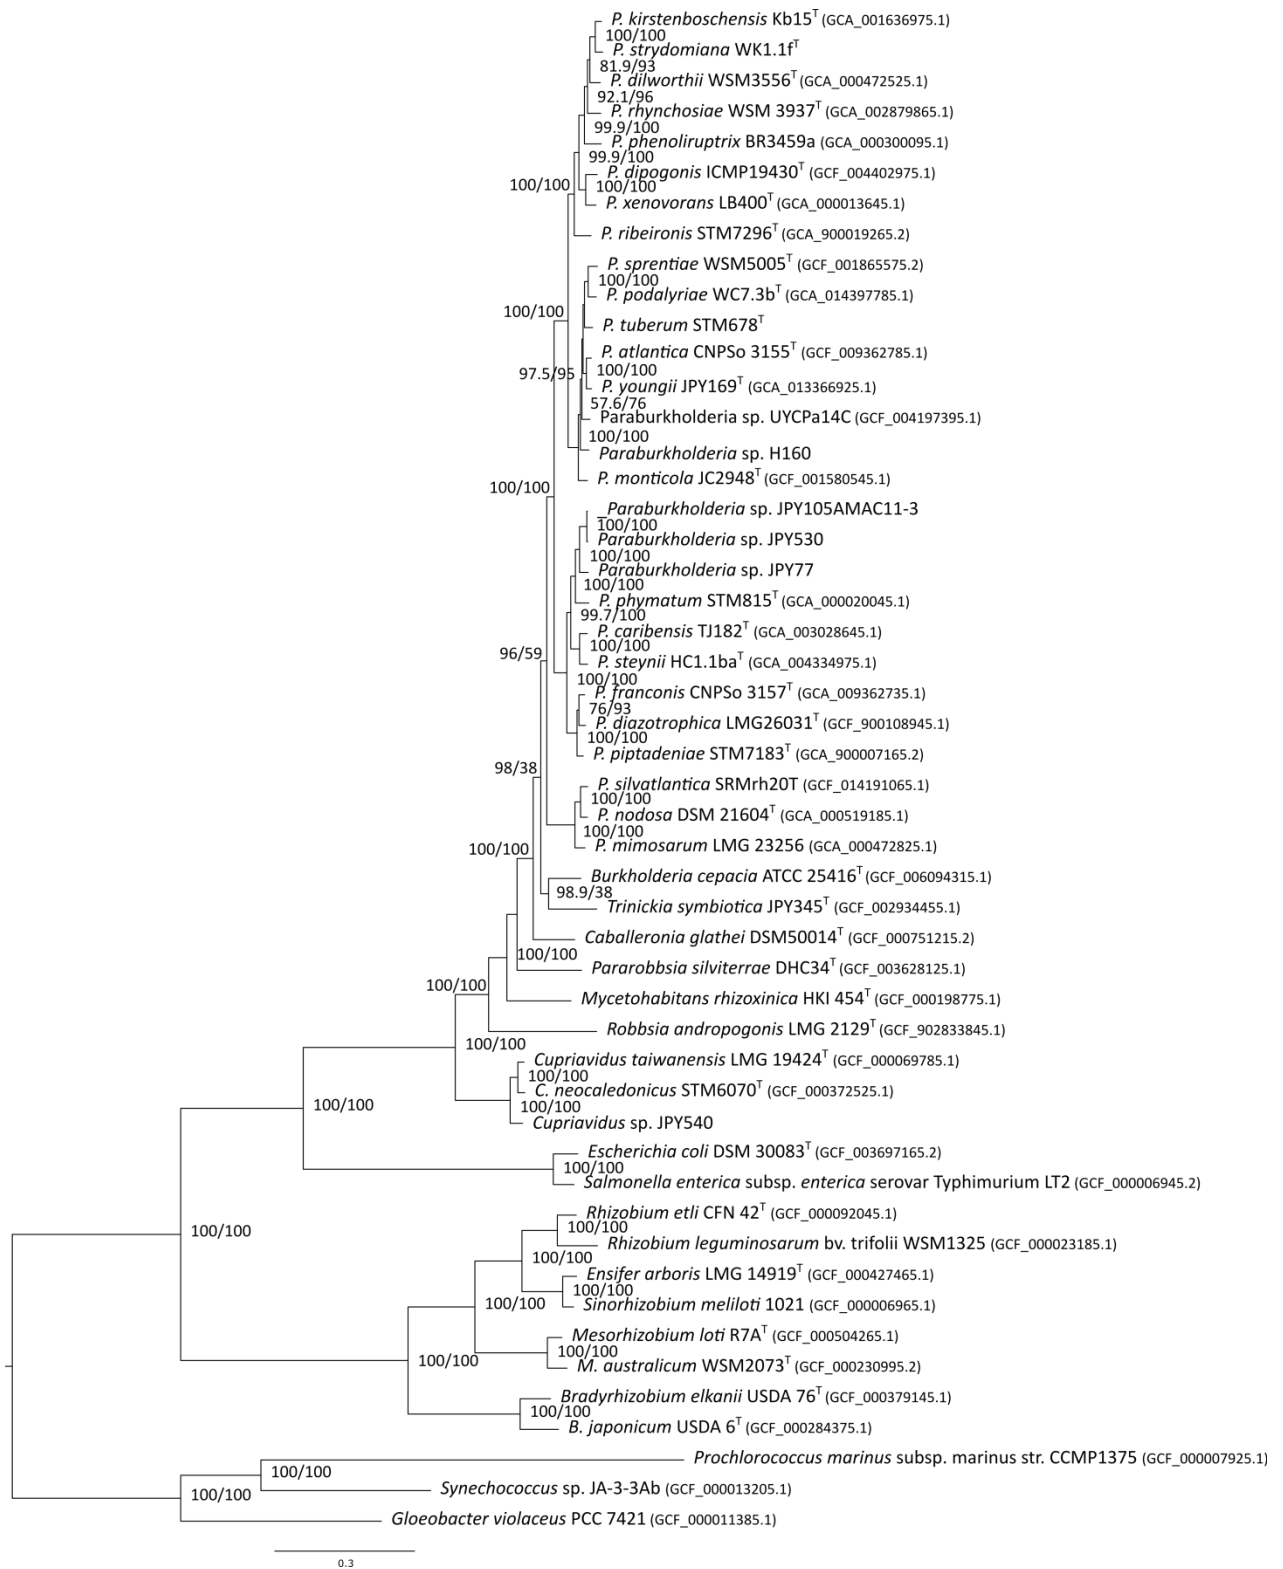 P. kirstenboschensis Kb15ᵀ (GCA_001636975.1)
100/100
P. strydomiana WK1.1fᵀ
81.9/93
P. dilworthii WSM3556ᵀ (GCA_000472525.1)
92.1/96
P. rhynchosiae WSM 3937ᵀ (GCA_002879865.1)
99.9/100
P. phenoliruptrix BR3459a (GCA_000300095.1)
99.9/100
P. dipogonis ICMP19430ᵀ (GCF_004402975.1)
100/100 100/100
P. xenovorans LB400ᵀ (GCA_000013645.1)
P. ribeironis STM7296ᵀ (GCA_900019265.2)
P. sprentiae WSM5005ᵀ (GCF_001865575.2)
100/100
P. podalyriae WC7.3bᵀ (GCA_014397785.1)
100/100
P. tuberum STM678ᵀ
P. atlantica CNPSo 3155ᵀ (GCF_009362785.1)
97.5/95 100/100
P. youngii JPY169ᵀ (GCA_013366925.1)
57.6/76
Paraburkholderia sp. UYCPa14C (GCF_004197395.1)
100/100
Paraburkholderia sp. H160
P. monticola JC2948ᵀ (GCF_001580545.1)
100/100
_Paraburkholderia sp. JPY105AMAC11-3
100/100
Paraburkholderia sp. JPY530
100/100
Paraburkholderia sp. JPY77
100/100
P. phymatum STM815ᵀ (GCA_000020045.1)
99.7/100
P. caribensis TJ182ᵀ (GCA_003028645.1)
100/100
96/59
P. steynii HC1.1baᵀ (GCA_004334975.1)
100/100
P. franconis CNPSo 3157ᵀ (GCA_009362735.1)
76/93
P. diazotrophica LMG26031ᵀ (GCF_900108945.1)
100/100
P. piptadeniae STM7183ᵀ (GCA_900007165.2)
98/38
P. silvatlantica SRMrh20T (GCF_014191065.1)
100/100
P. nodosa DSM 21604ᵀ (GCA_000519185.1)
100/100
P. mimosarum LMG 23256 (GCA_000472825.1)
100/100
Burkholderia cepacia ATCC 25416ᵀ (GCF_006094315.1)
98.9/38
Trinickia symbiotica JPY345ᵀ (GCF_002934455.1)
Caballeronia glathei DSM50014ᵀ (GCF_000751215.2)
100/100
Pararobbsia silviterrae DHC34ᵀ (GCF_003628125.1)
100/100
Mycetohabitans rhizoxinica HKI 454ᵀ (GCF_000198775.1)
Robbsia andropogonis LMG 2129ᵀ (GCF_902833845.1)
100/100
Cupriavidus taiwanensis LMG 19424ᵀ (GCF_000069785.1)
100/100
C. neocaledonicus STM6070ᵀ (GCF_000372525.1)
100/100 100/100
Cupriavidus sp. JPY540
Escherichia coli DSM 30083ᵀ (GCF_003697165.2)
100/100
Salmonella enterica subsp. enterica serovar Typhimurium LT2 (GCF_000006945.2)
Rhizobium etli CFN 42ᵀ (GCF_000092045.1)
100/100 100/100
Rhizobium leguminosarum bv. trifolii WSM1325 (GCF_000023185.1)
100/100
Ensifer arboris LMG 14919ᵀ (GCF_000427465.1)
100/100
100/100 Sinorhizobium meliloti 1021 (GCF_000006965.1)
Mesorhizobium loti R7Aᵀ (GCF_000504265.1)
100/100
100/100
M. australicum WSM2073ᵀ (GCF_000230995.2)
Bradyrhizobium elkanii USDA 76ᵀ (GCF_000379145.1)
100/100
B. japonicum USDA 6ᵀ (GCF_000284375.1)
Prochlorococcus marinus subsp. marinus str. CCMP1375 (GCF_000007925.1)
100/100
100/100 Synechococcus sp. JA-3-3Ab (GCF_000013205.1)
Gloeobacter violaceus PCC 7421 (GCF_000011385.1)
0.3